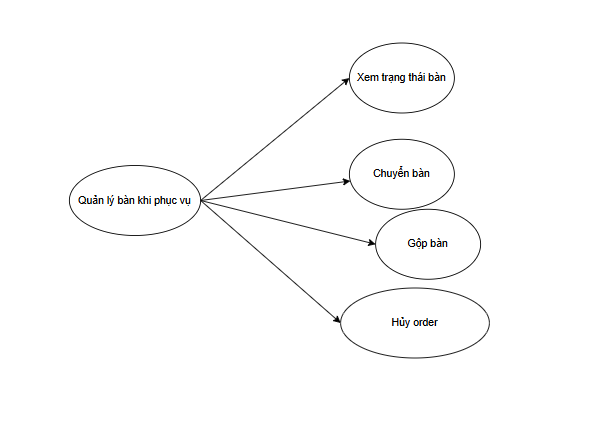 Xem trạng thái bàn
Chuyển bàn
Quản lý bàn khi phục vụ
Gộp bàn
Hủy order